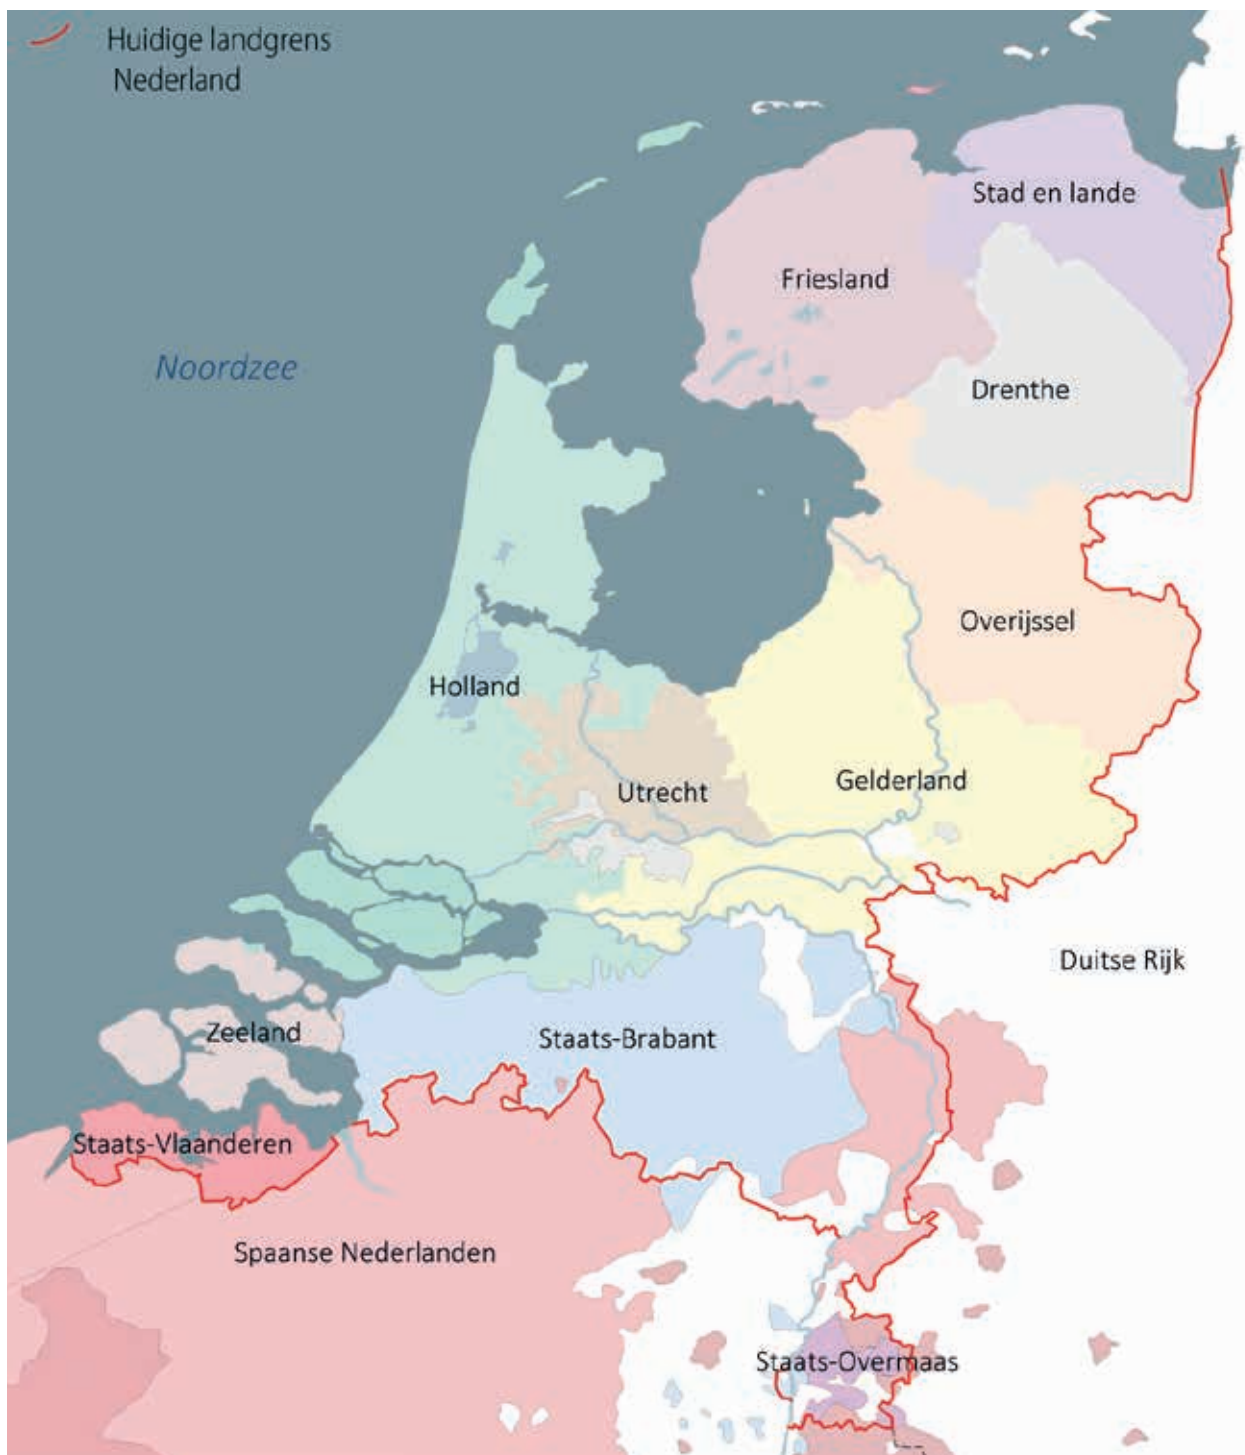 Huidige landgrens
Nederland
Stad en lande
Friesland
Noordzee
Drenthe
Overijssel
Holland
Gelderland
Utrecht
Duitse Rijk
Zeeland
Staats-Brabant
Staats-Vlaanderen
Spaanse Nederlanden
Staats-Overmaas